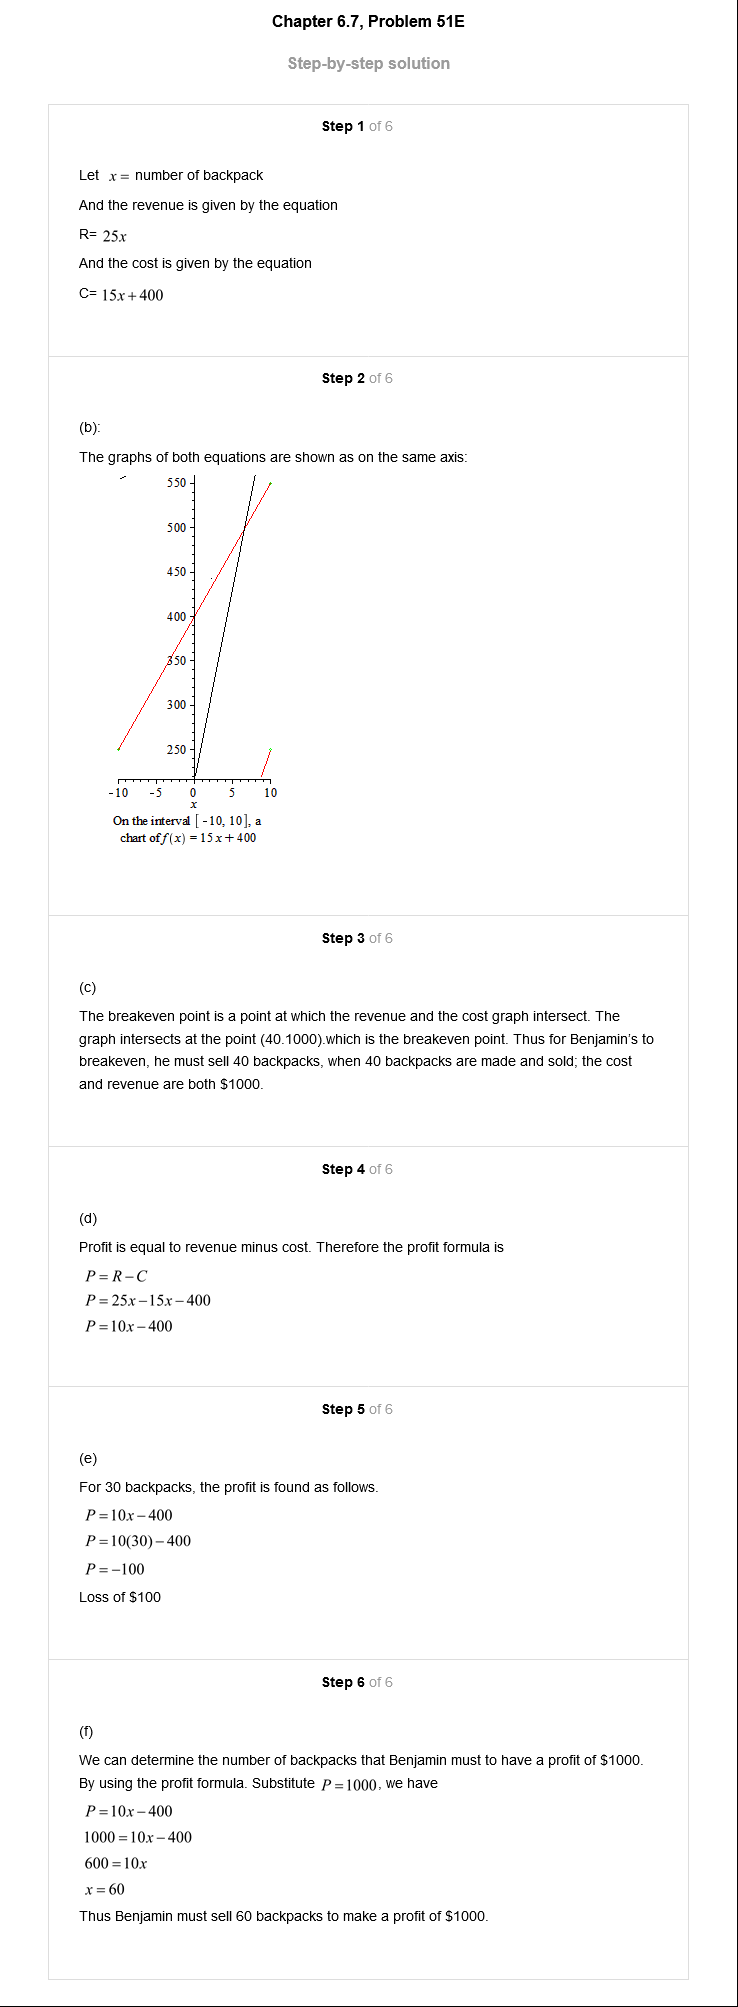 Chapter 6.7, Problem 51E
Step-by-step solution
Step 1 of 6
Let x = number of backpack
And the revenue is given by the equation
R= 25x
And the cost is given by the equation
C= 15x + 400
Step 2 of 6
(b):
The graphs of both equations are shown as on the same axis:
550
500
450
400
350
300
250
-10 -5 0 5 10
x
On the interval [ -10, 10], a
chart of f(x) = 15 x + 400
Step 3 of 6
(c)
The breakeven point is a point at which the revenue and the cost graph intersect. The
graph intersects at the point (40.1000).which is the breakeven point. Thus for Benjamin's to
breakeven, he must sell 40 backpacks, when 40 backpacks are made and sold; the cost
and revenue are both $1000.
Step 4 of 6
(d)
Profit is equal to revenue minus cost. Therefore the profit formula is
P = R − C
P = 25x − 15x − 400
P = 10x − 400
Step 5 of 6
(e)
For 30 backpacks, the profit is found as follows.
P = 10x − 400
P = 10(30) − 400
P = −100
Loss of $100
Step 6 of 6
(f)
We can determine the number of backpacks that Benjamin must to have a profit of $1000.
By using the profit formula. Substitute P = 1000, we have
P = 10x − 400
1000 = 10x − 400
600 = 10x
x = 60
Thus Benjamin must sell 60 backpacks to make a profit of $1000.